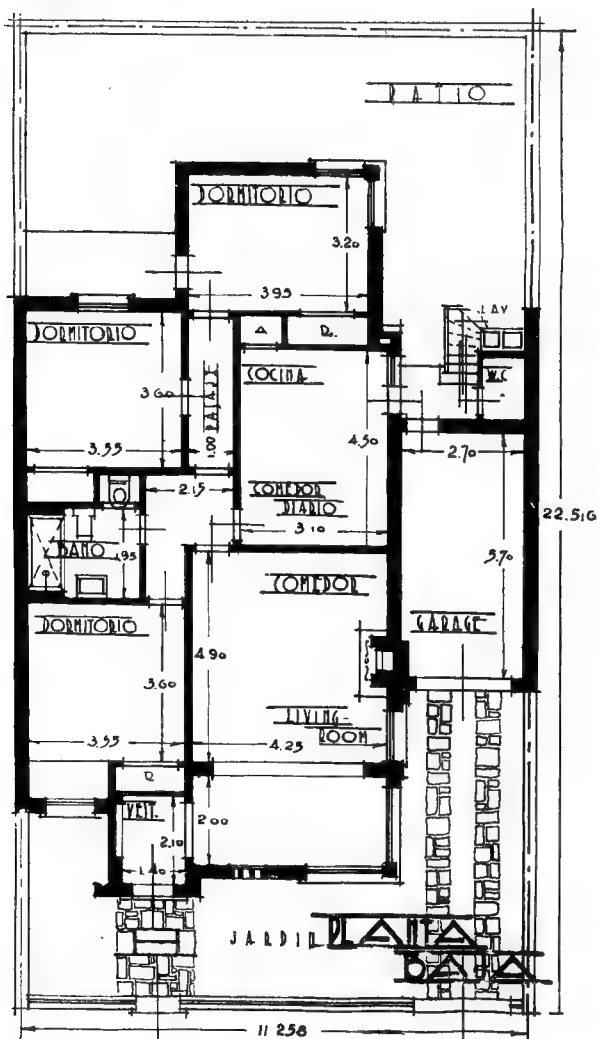 PATIO
DORMITORIO
3.20
3.95
LAV
DORMITORIO
A
R.
W.C
COCINA
3.60
PASAJE
1.00
4.50
2.70
3.55
2.15
COMEDOR
DIARIO
3.10
22.516
BAÑO
1.95
COMEDOR
5.70
DORMITORIO
GARAGE
4.90
3.60
LIVING-
ROOM
3.55
4.25
R
VEST.
2.00
2.10
1.40
JARDIN
PLANTA
BAJA
11.258